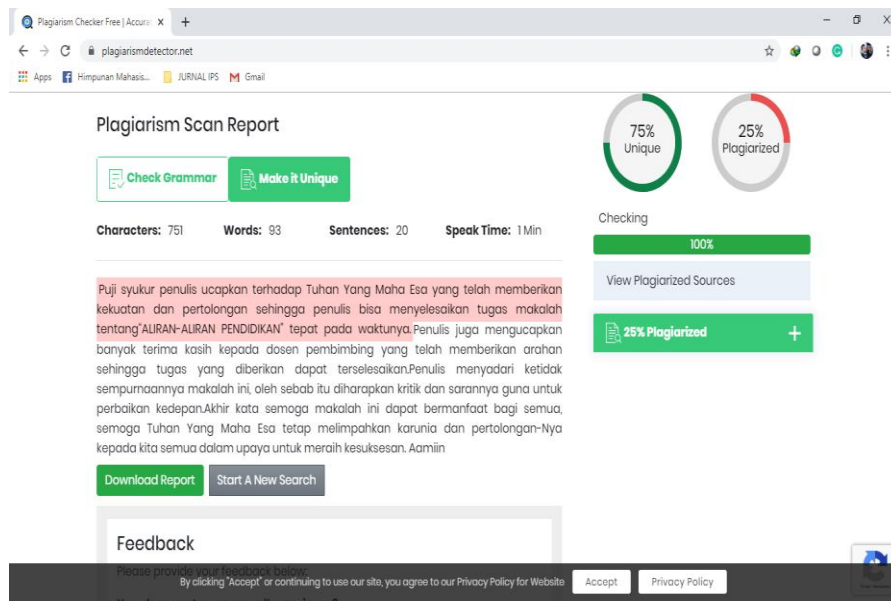 Plagiarism Checker Free | Accura
plagiarismdetector.net
Apps Himpunan Mahasis... JURNAL IPS Gmail
Plagiarism Scan Report
75% Unique
25% Plagiarized
Check Grammar
Make it Unique
Characters: 751 Words: 93 Sentences: 20 Speak Time: 1 Min
Checking
100%
View Plagiarized Sources
25% Plagiarized +
Puji syukur penulis ucapkan terhadap Tuhan Yang Maha Esa yang telah memberikan
kekuatan dan pertolongan sehingga penulis bisa menyelesaikan tugas makalah
tentang"ALIRAN-ALIRAN PENDIDIKAN" tepat pada waktunya.Penulis juga mengucapkan
banyak terima kasih kepada dosen pembimbing yang telah memberikan arahan
sehingga tugas yang diberikan dapat terselesaikan.Penulis menyadari ketidak
sempurnaannya makalah ini, oleh sebab itu diharapkan kritik dan sarannya guna untuk
perbaikan kedepan.Akhir kata semoga makalah ini dapat bermanfaat bagi semua,
semoga Tuhan Yang Maha Esa tetap melimpahkan karunia dan pertolongan-Nya
kepada kita semua dalam upaya untuk meraih kesuksesan. Aamiin
Download Report
Start A New Search
Feedback
Please provide your feedback below:
By clicking "Accept" or continuing to use our site, you agree to our Privacy Policy for Website
Accept
Privacy Policy